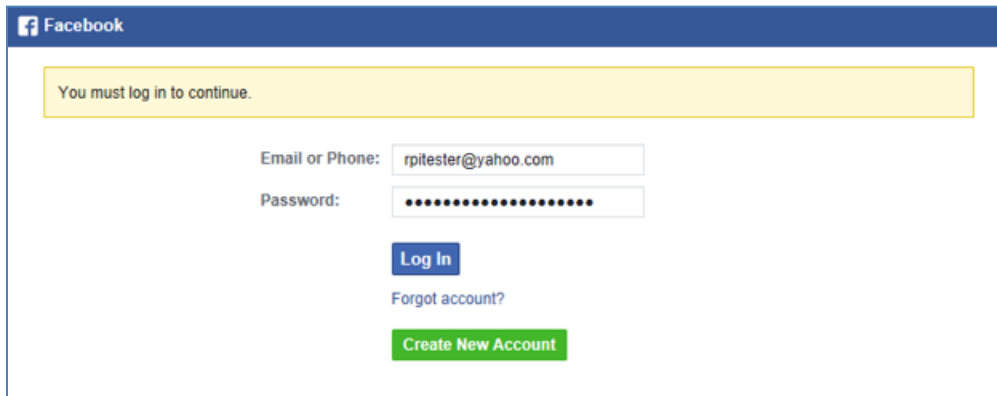 Facebook
You must log in to continue.
Email or Phone: rpitester@yahoo.com
Password: ••••••••••••••••••••
Log In
Forgot account?
Create New Account